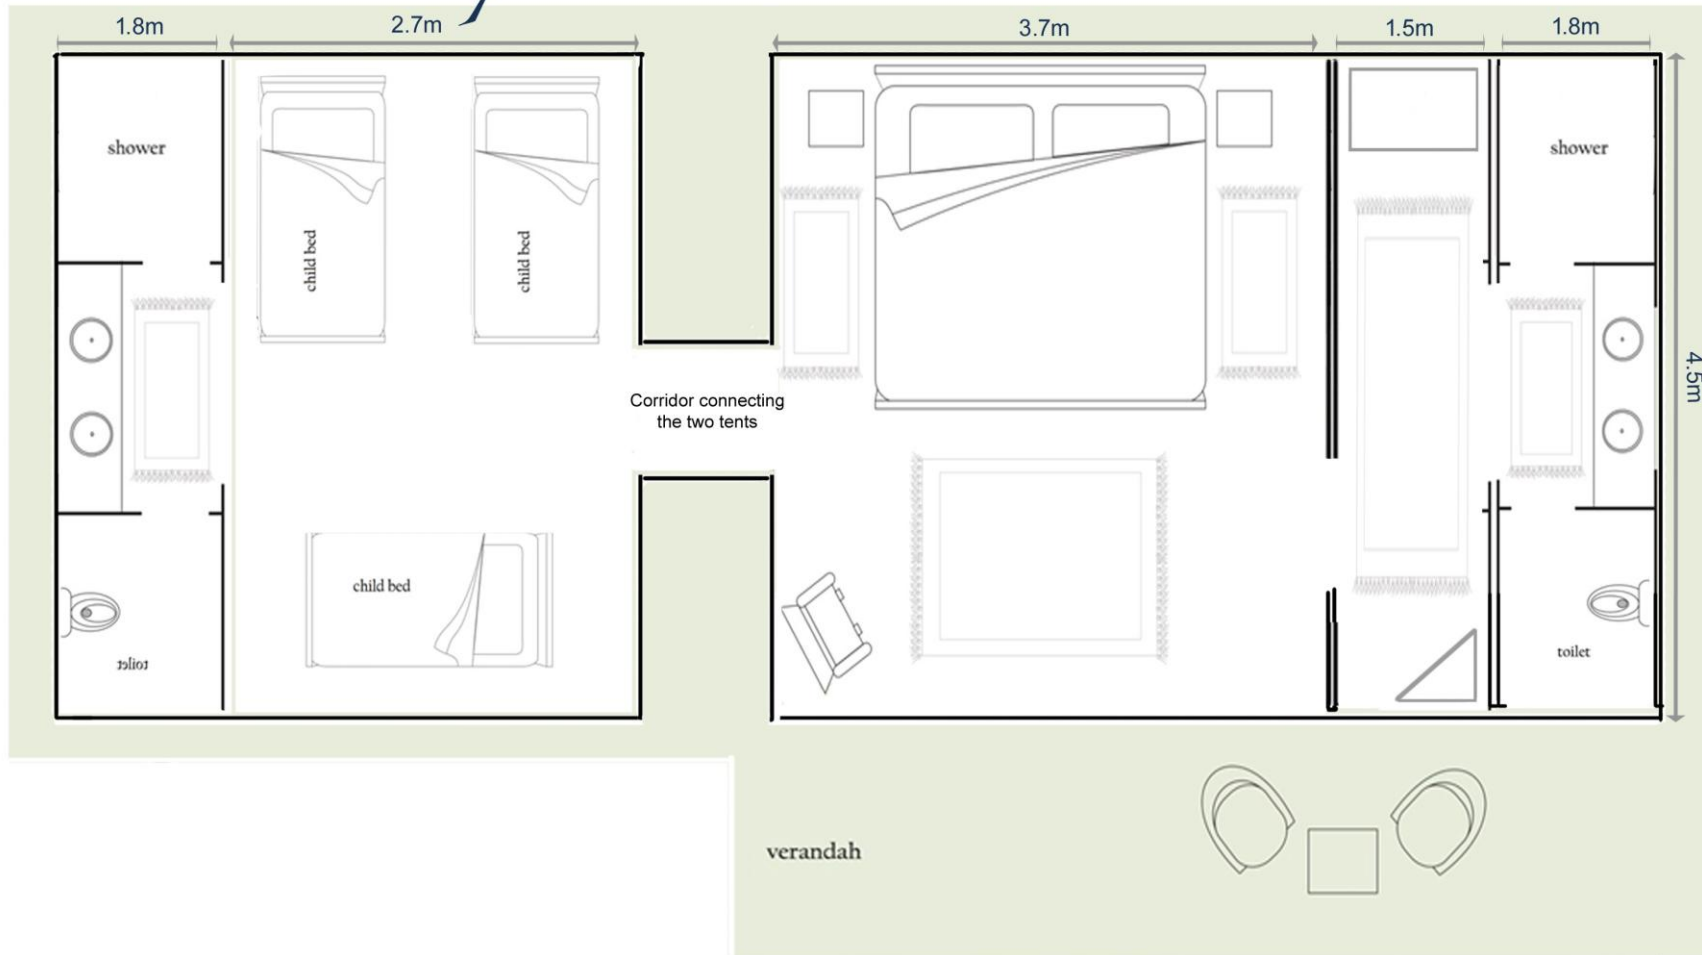 1.8m
2.7m
3.7m
1.5m
1.8m
shower
shower
child bed
child bed
4.5m
Corridor connecting
the two tents
child bed
toilet
toilet
verandah